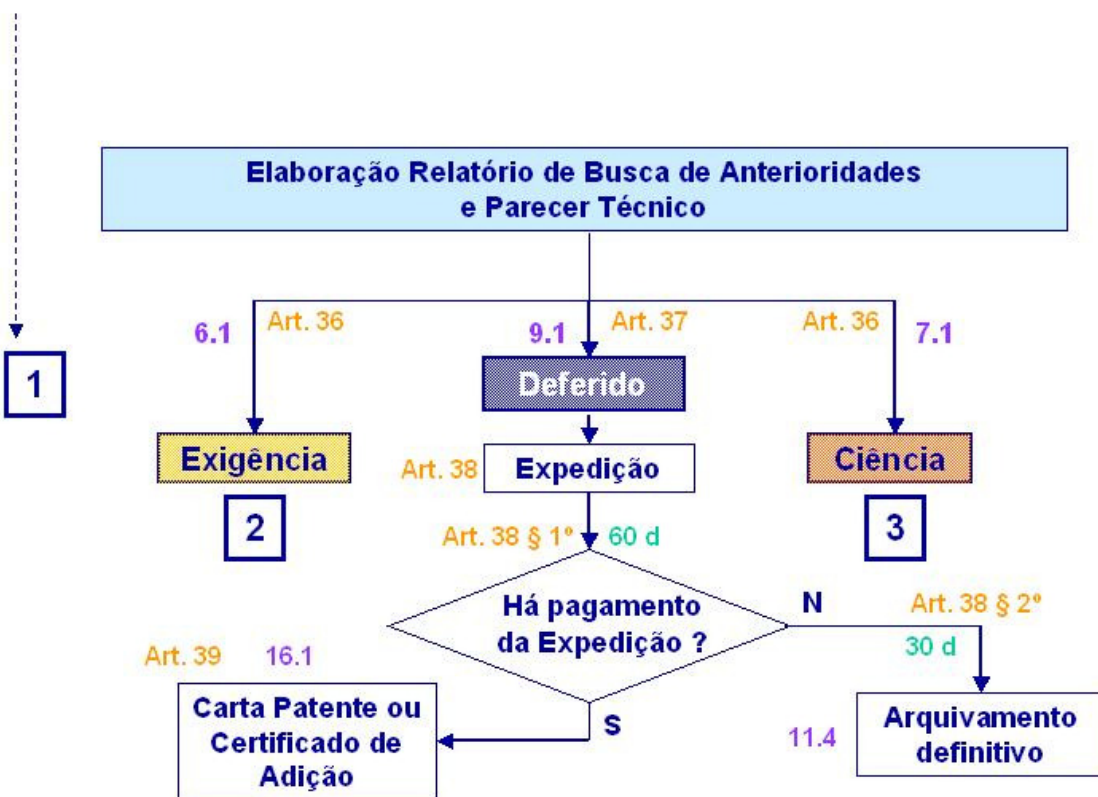 Elaboração Relatório de Busca de Anterioridades
e Parecer Técnico
6.1
Art. 36
9.1
Art. 37
Art. 36
7.1
1
Deferido
Exigência
Art. 38
Expedição
Ciência
2
3
Art. 38 § 1º
60 d
Há pagamento
da Expedição ?
N
Art. 38 § 2º
30 d
Art. 39
16.1
S
Carta Patente ou
Certificado de
Adição
11.4
Arquivamento
definitivo